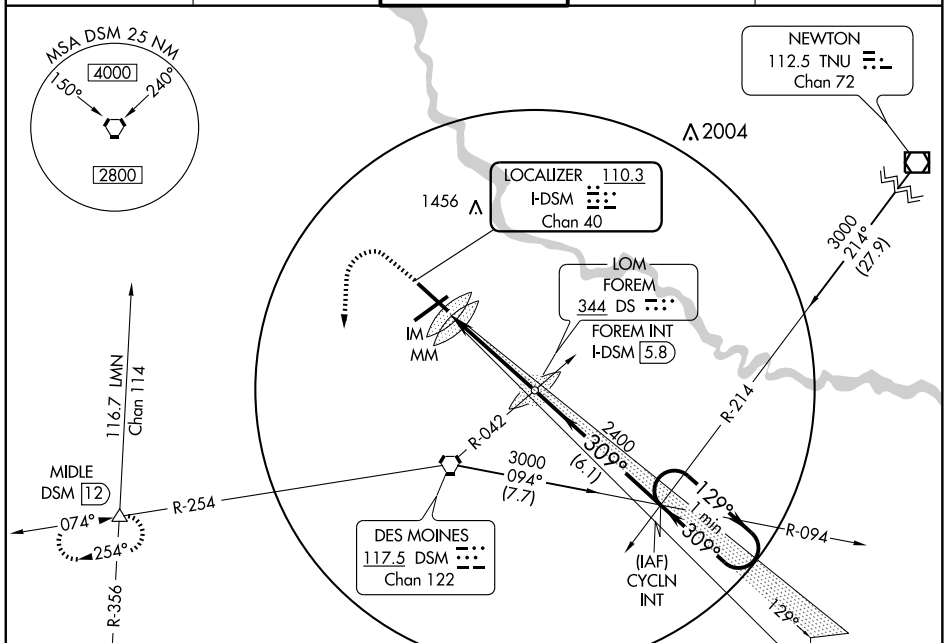 MSA DSM 25 NM
4000
150°
240°
2800
NEWTON
112.5 TNU
Chan 72
2004
LOCALIZER 110.3
I-DSM
Chan 40
1456
3000
214°
(27.9)
LOM
FOREM
344 DS
FOREM INT
I-DSM 5.8
IM
MM
116.7 LMN
Chan 114
R-214
R-042
2400
309°
(6.1)
3000
094°
(7.7)
MIDLE
DSM 12
R-254
074°
254°
129°
1 min
309°
R-094
DES MOINES
117.5 DSM
Chan 122
(IAF)
CYCLN
INT
R-356
129°